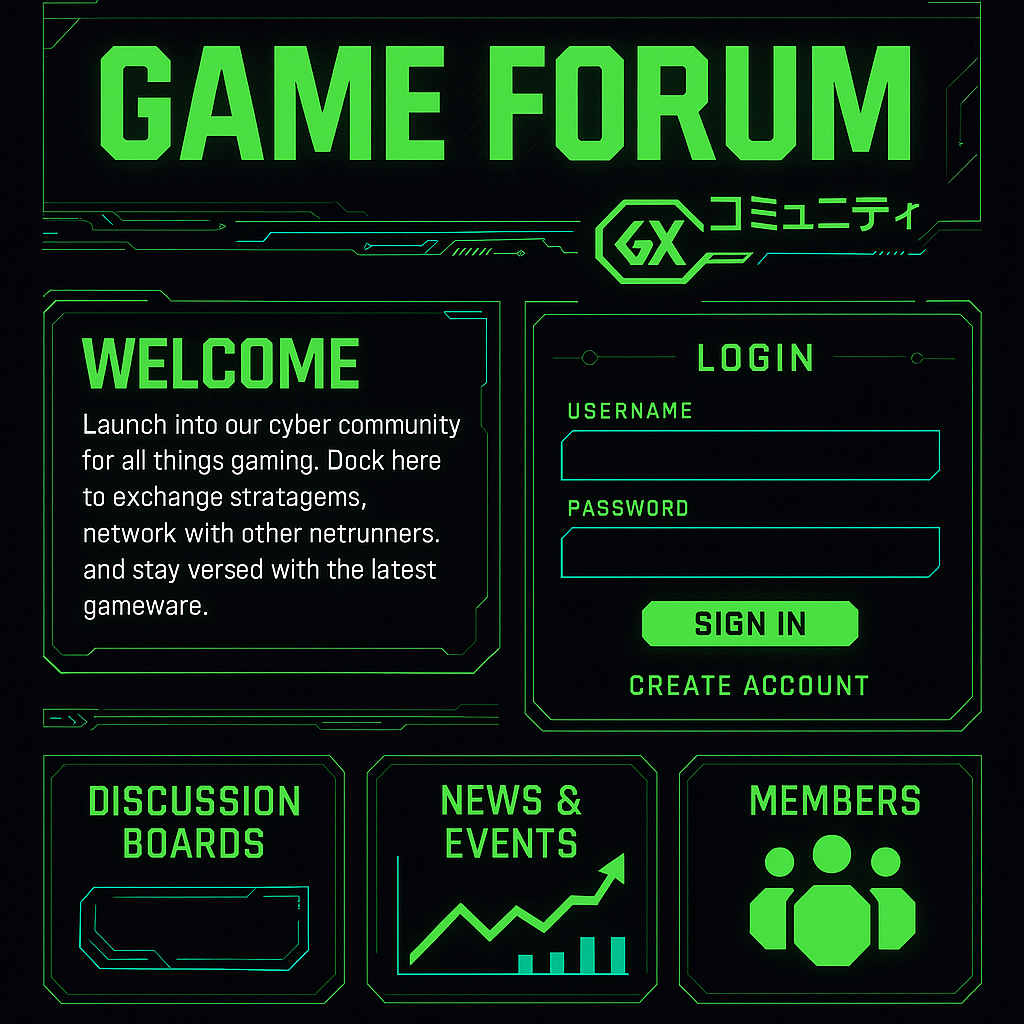 GAME FORUM
GX コミュニティ
WELCOME
Launch into our cyber community
for all things gaming. Dock here
to exchange stratagems,
network with other netrunners.
and stay versed with the latest
gameware.
LOGIN
USERNAME
PASSWORD
SIGN IN
CREATE ACCOUNT
DISCUSSION
BOARDS
NEWS &
EVENTS
MEMBERS